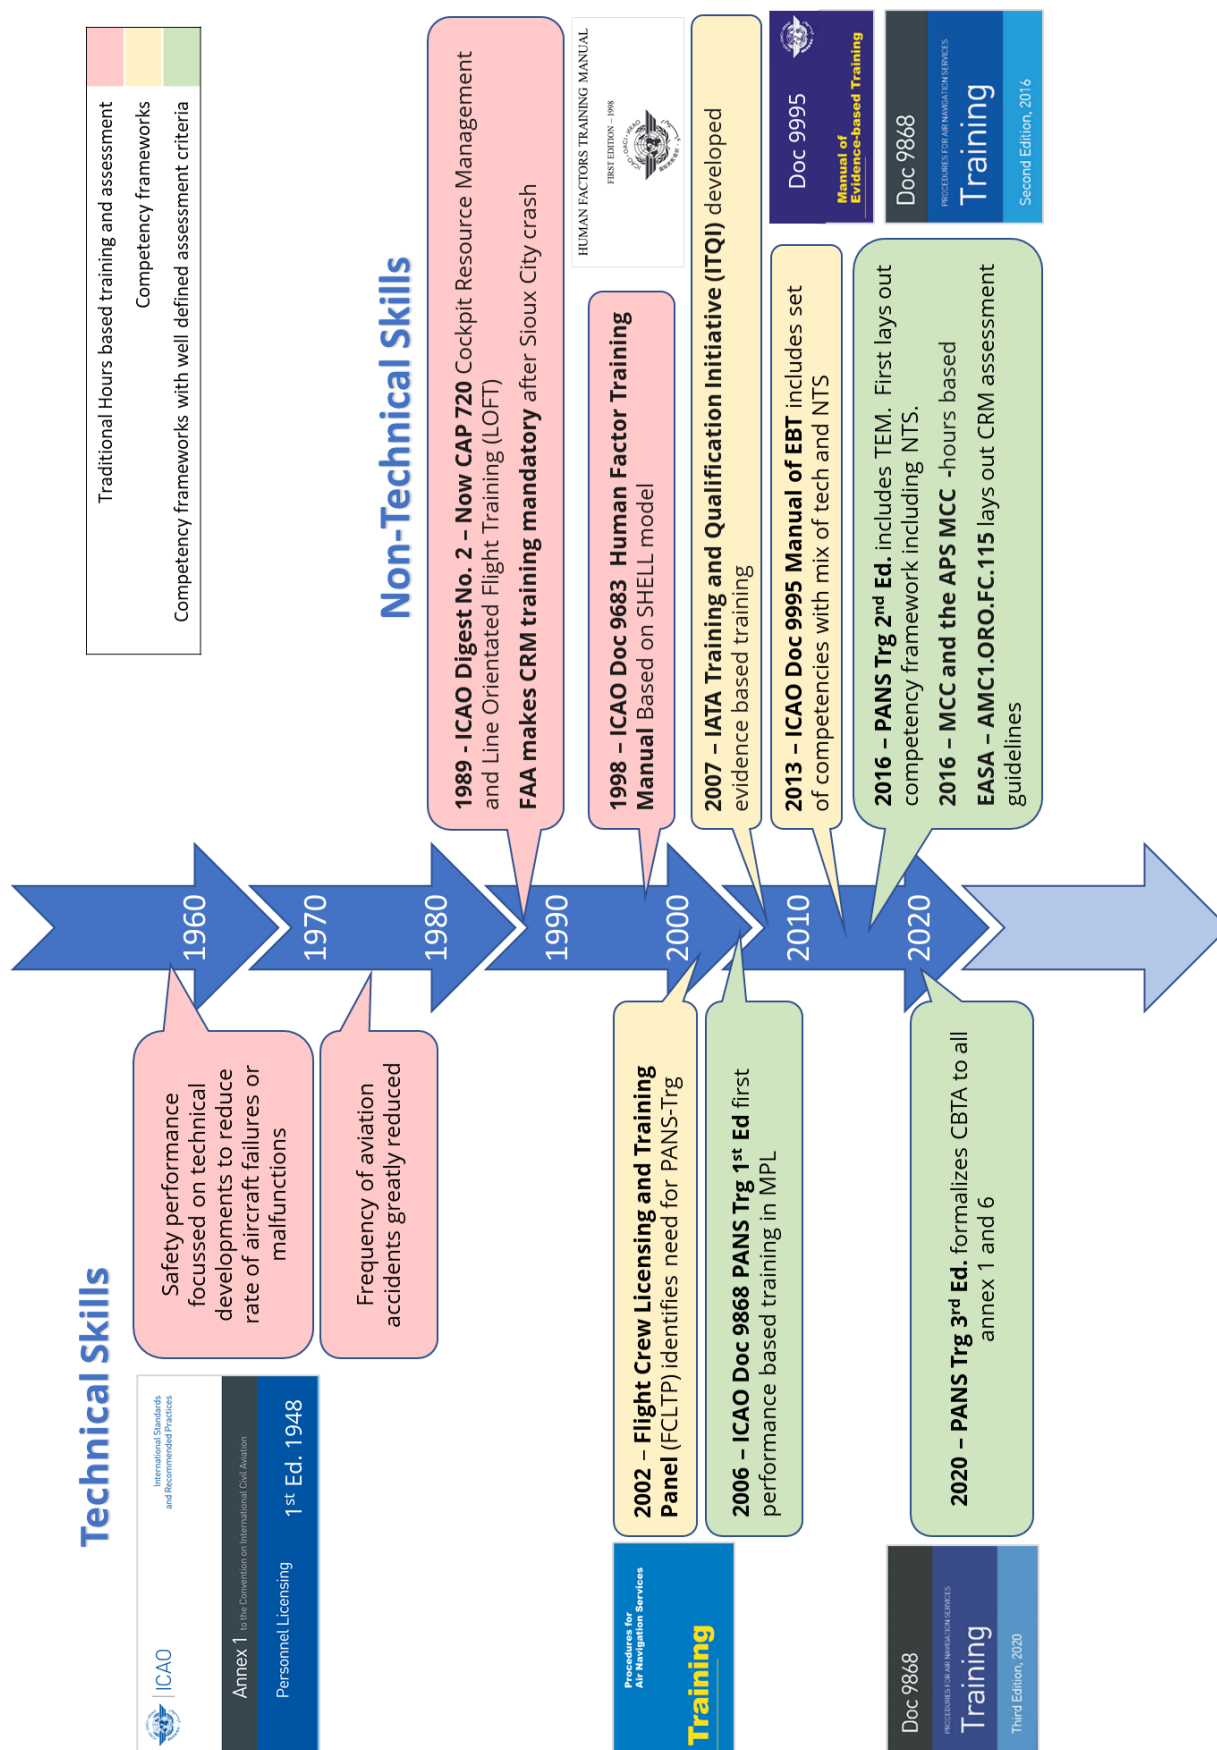 Technical Skills
Non-Technical Skills
Traditional Hours based training and assessment
Competency frameworks
Competency frameworks with well defined assessment criteria
ICAO
International Standards
and Recommended Practices
Annex 1 to the Convention on International Civil Aviation
Personnel Licensing
1st Ed. 1948
Safety performance
focussed on technical
developments to reduce
rate of aircraft failures or
malfunctions
Frequency of aviation
accidents greatly reduced
Procedures for
Air Navigation Services
Training
2002 – Flight Crew Licensing and Training
Panel (FCLTP) identifies need for PANS-Trg
2006 – ICAO Doc 9868 PANS Trg 1st Ed first
performance based training in MPL
Doc 9868
PROCEDURES FOR AIR NAVIGATION SERVICES
Training
Third Edition, 2020
2020 – PANS Trg 3rd Ed. formalizes CBTA to all
annex 1 and 6
1960
1970
1980
1990
2000
2010
2020
1989 - ICAO Digest No. 2 – Now CAP 720 Cockpit Resource Management
and Line Orientated Flight Training (LOFT)
FAA makes CRM training mandatory after Sioux City crash
1998 – ICAO Doc 9683 Human Factor Training
Manual Based on SHELL model
HUMAN FACTORS TRAINING MANUAL
FIRST EDITION – 1998
2007 – IATA Training and Qualification Initiative (ITQI) developed
evidence based training
2013 – ICAO Doc 9995 Manual of EBT includes set
of competencies with mix of tech and NTS
Doc 9995
Manual of
Evidence-based Training
2016 – PANS Trg 2nd Ed. includes TEM. First lays out
competency framework including NTS.
2016 – MCC and the APS MCC -hours based
EASA – AMC1.ORO.FC.115 lays out CRM assessment
guidelines
Doc 9868
PROCEDURES FOR AIR NAVIGATION SERVICES
Training
Second Edition, 2016